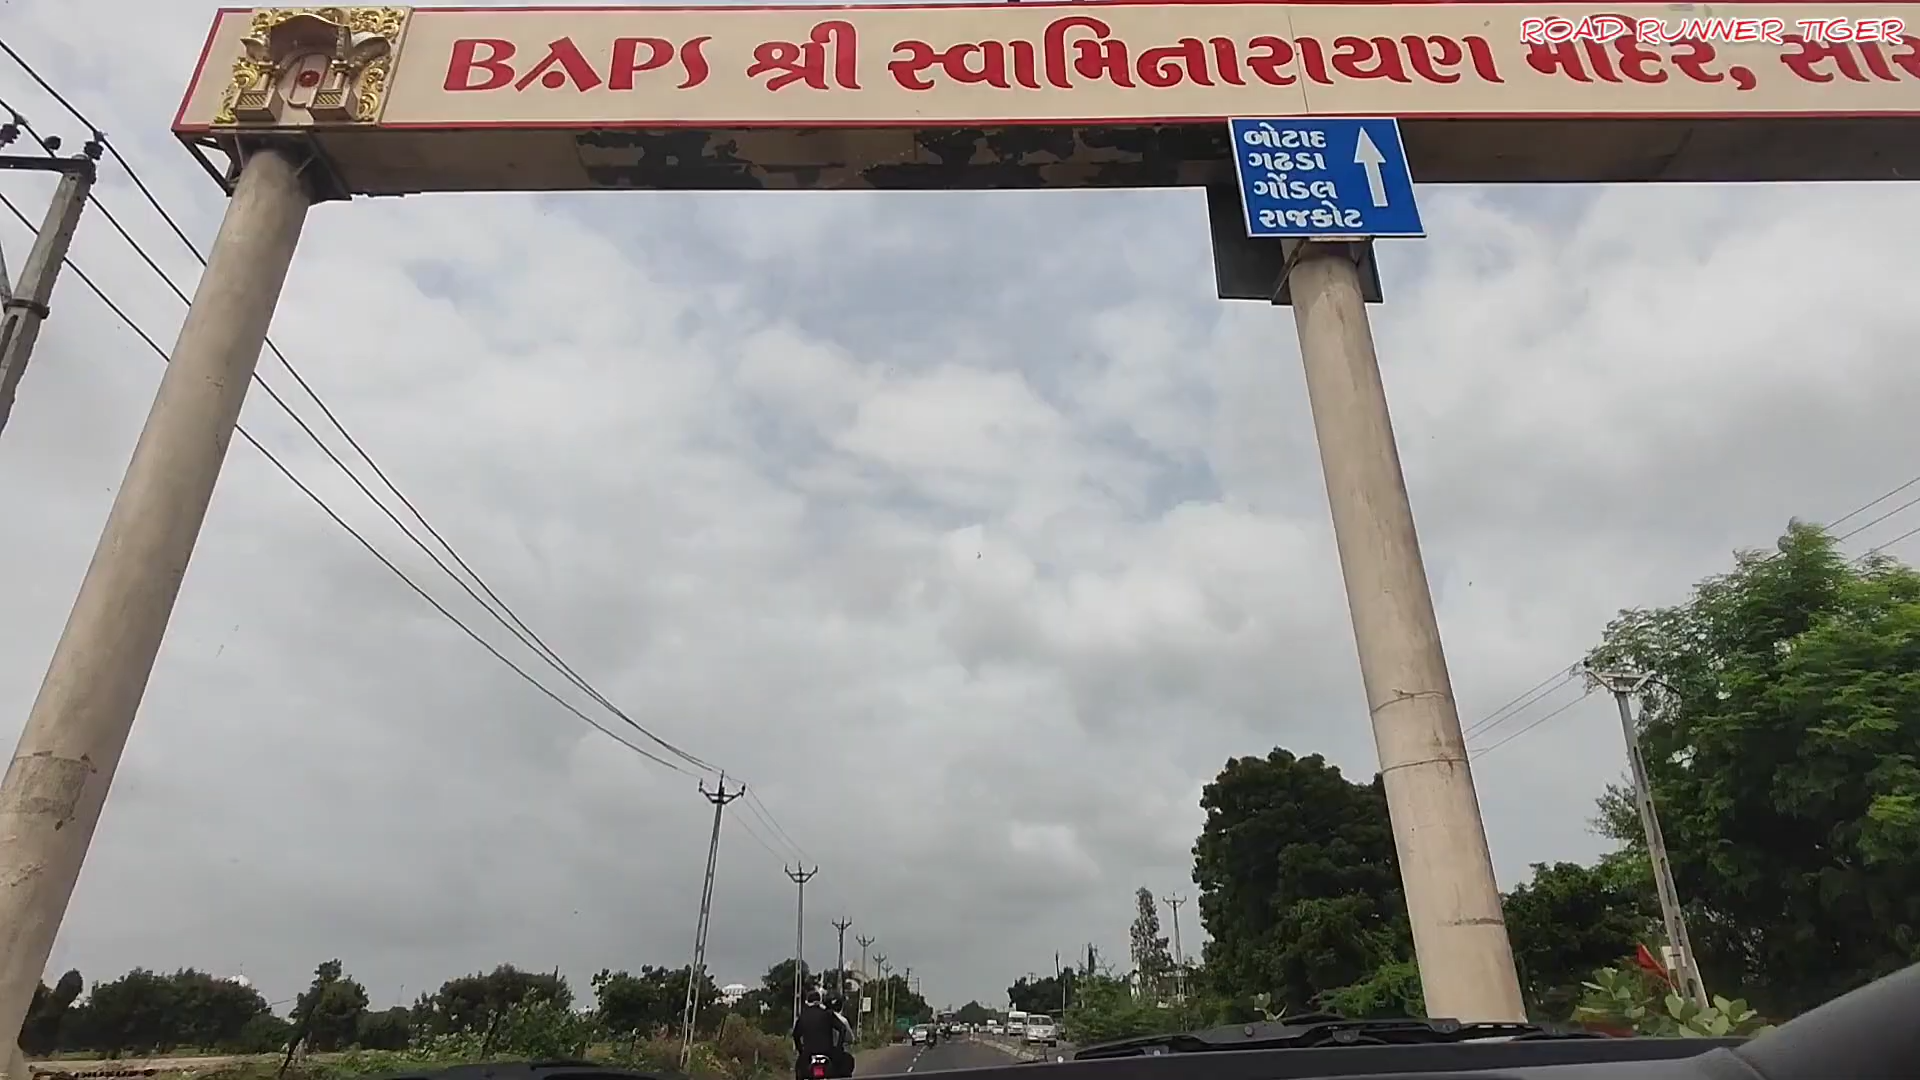 ROAD RUNNER TIGER
BAPS શ્રી સ્વામિનારાયણ મંદિર,
બોટાદ
ગઢડા
ગોંડલ
રાજકોટ